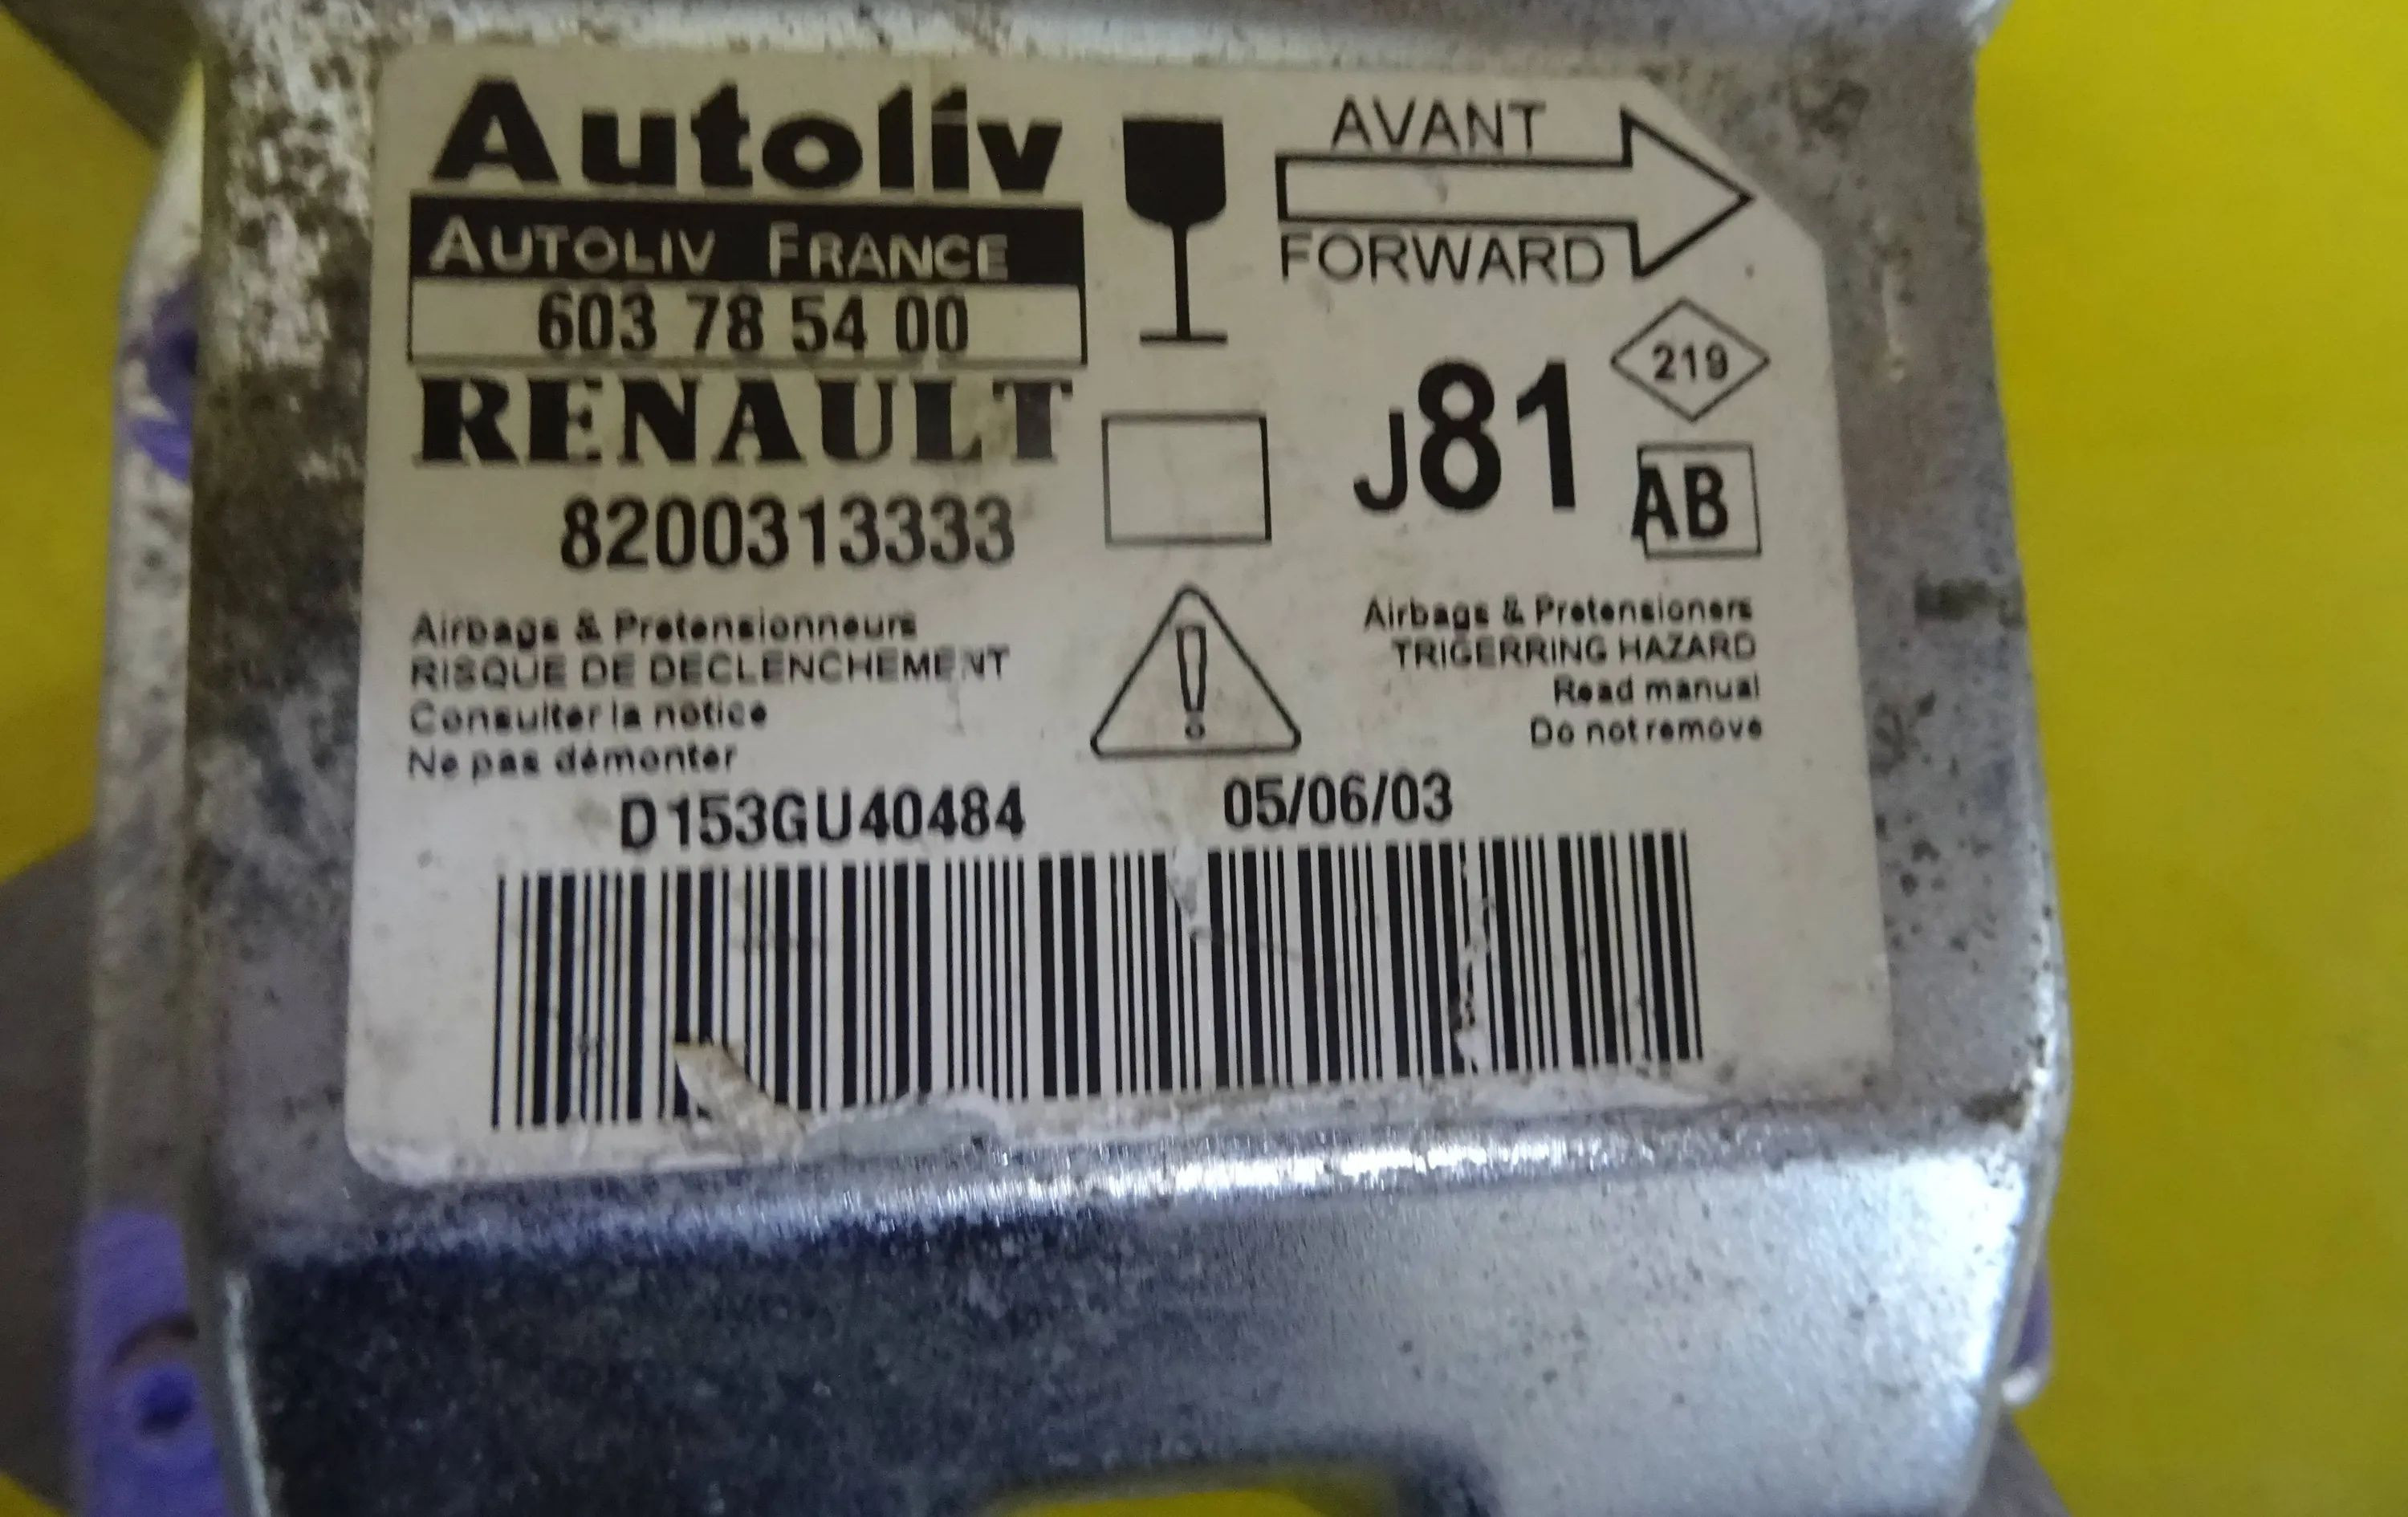 Autoliv
AUTOLIV FRANCE
603 78 54 00
RENAULT
8200313333
AVANT
FORWARD
219
J81
AB
Airbags & Pretensionneurs
RISQUE DE DECLENCHEMENT
Consulter la notice
Ne pas démonter
Airbags & Pretensioners
TRIGERRING HAZARD
Read manual
Do not remove
D153GU40484 05/06/03